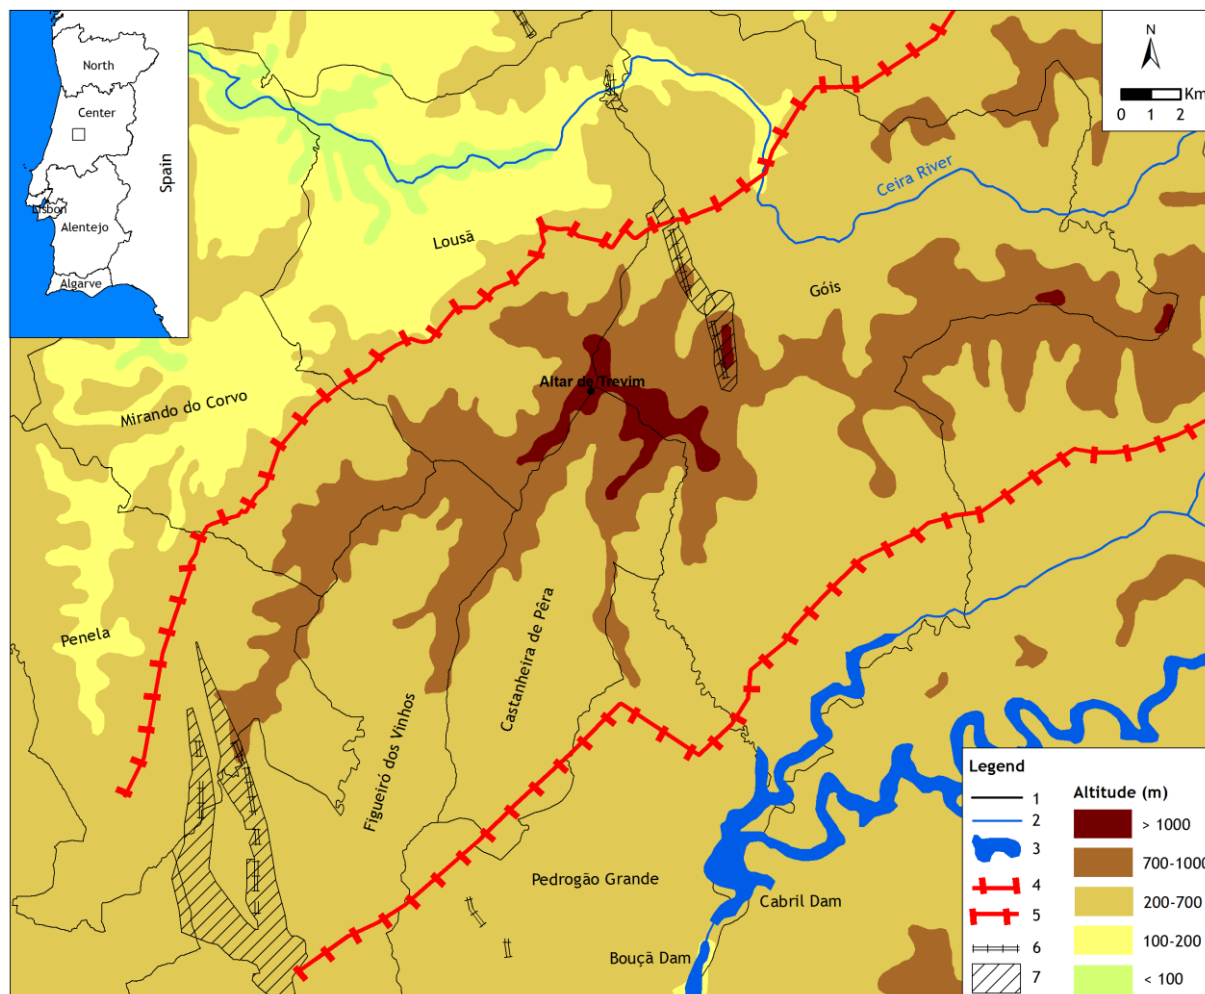 North
Center
Spain
Lisbon
Alentejo
Algarve
N
Km
0 1 2
Ceira River
Lousã
Góis
Altar de Trevim
Mirando do Corvo
Penela
Castanheira de Pêra
Figueiró dos Vinhos
Pedrogão Grande
Cabril Dam
Bouçã Dam
Legend
1
2
3
4
5
6
7
Altitude (m)
> 1000
700-1000
200-700
100-200
< 100